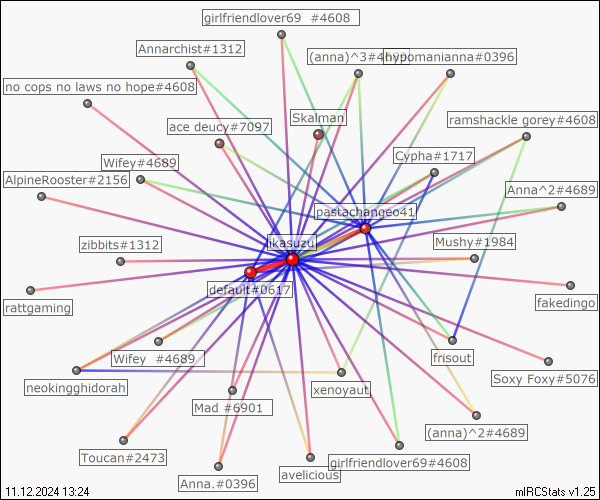 girlfriendlover69 #4608
Annarchist#1312
(anna)^3#4
hypomanianna#0396
no cops no laws no hope#4608
ace deucy#7097
Skalman
ramshackle gorey#4608
Wifey#4689
Cypha#1717
AlpineRooster#2156
Anna^2#4689
pastachangeo41
ikasuzu
Mushy#1984
zibbits#1312
default#0617
rattgaming
fakedingo
Wifey #4689
frisout
neokingghidorah
xenoyaut
Soxy Foxy#5076
Mad #6901
(anna)^2#4689
Toucan#2473
girlfriendlover69#4608
Anna.#0396
avelicious
11.12.2024 13:24
mIRCStats v1.25